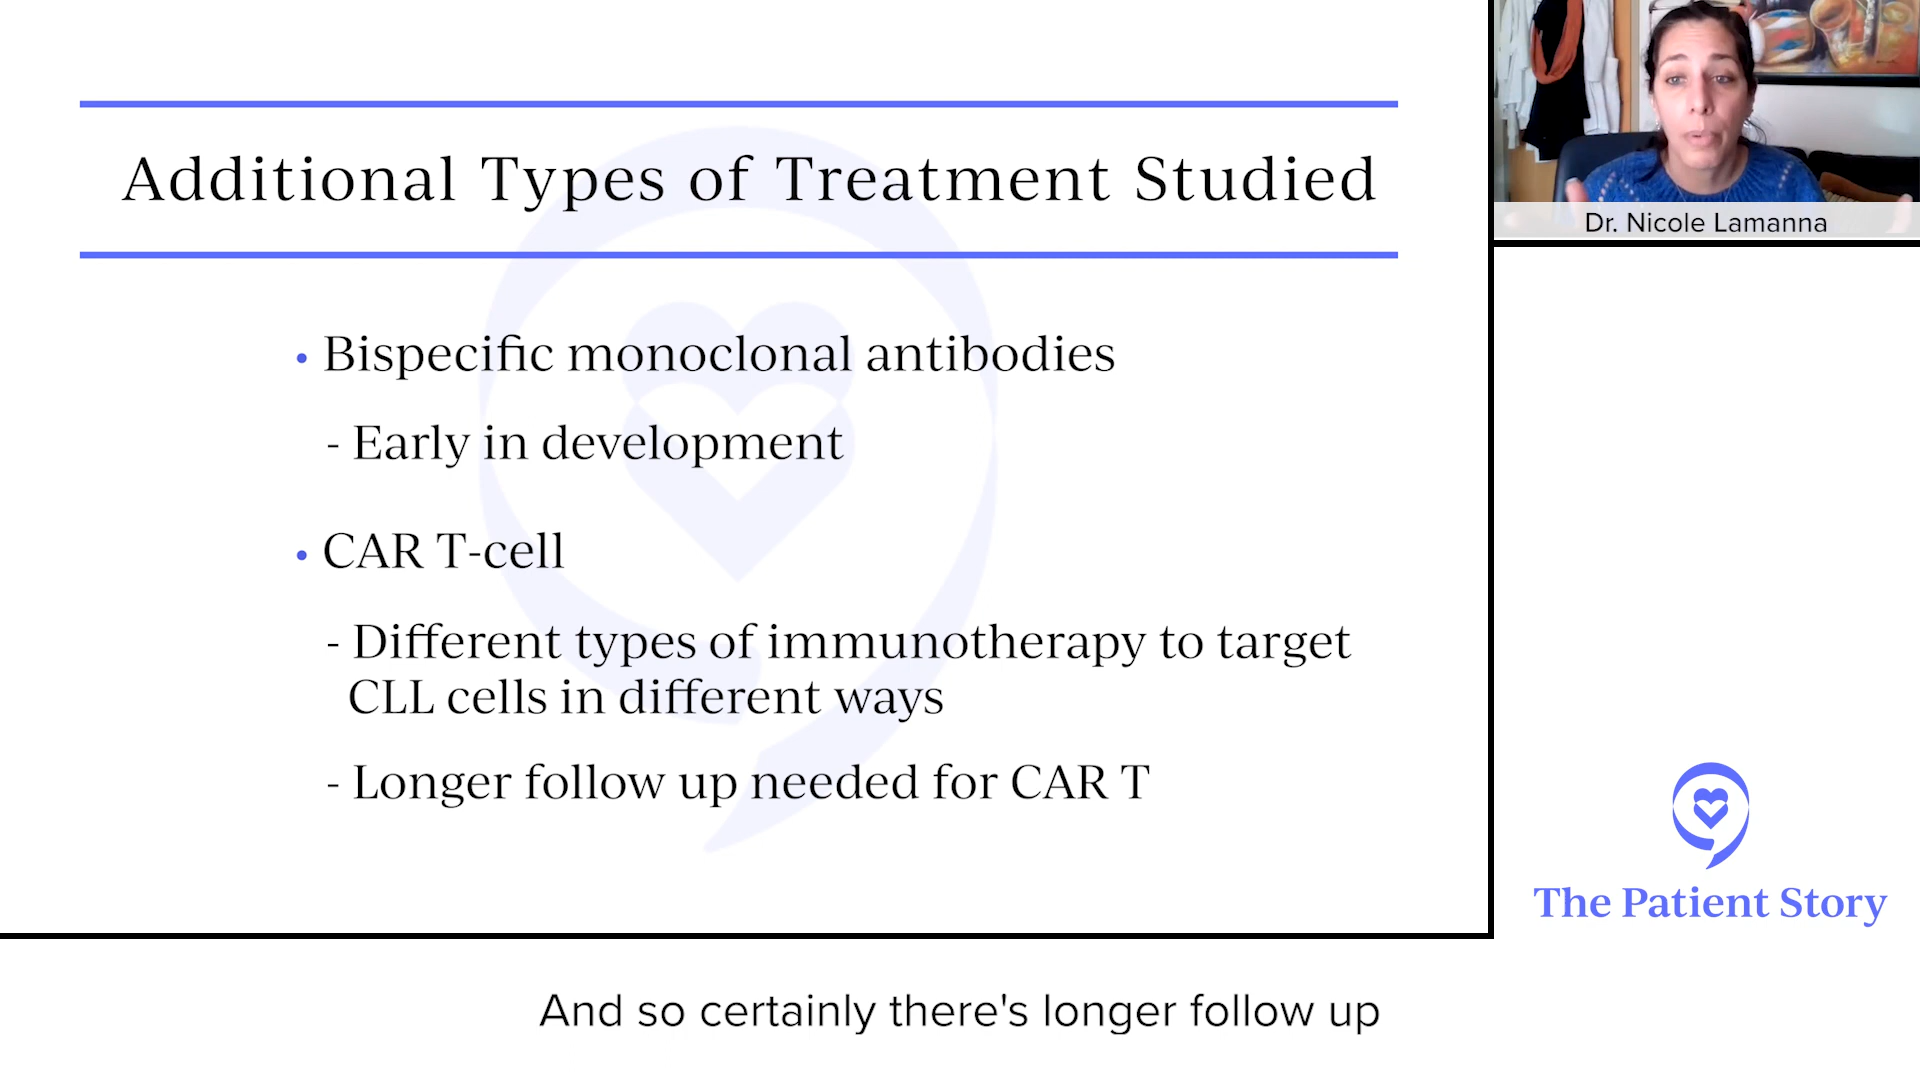 Additional Types of Treatment Studied
• Bispecific monoclonal antibodies
- Early in development
• CAR T-cell
- Different types of immunotherapy to target
CLL cells in different ways
- Longer follow up needed for CAR T
Dr. Nicole Lamanna
The Patient Story
And so certainly there's longer follow up